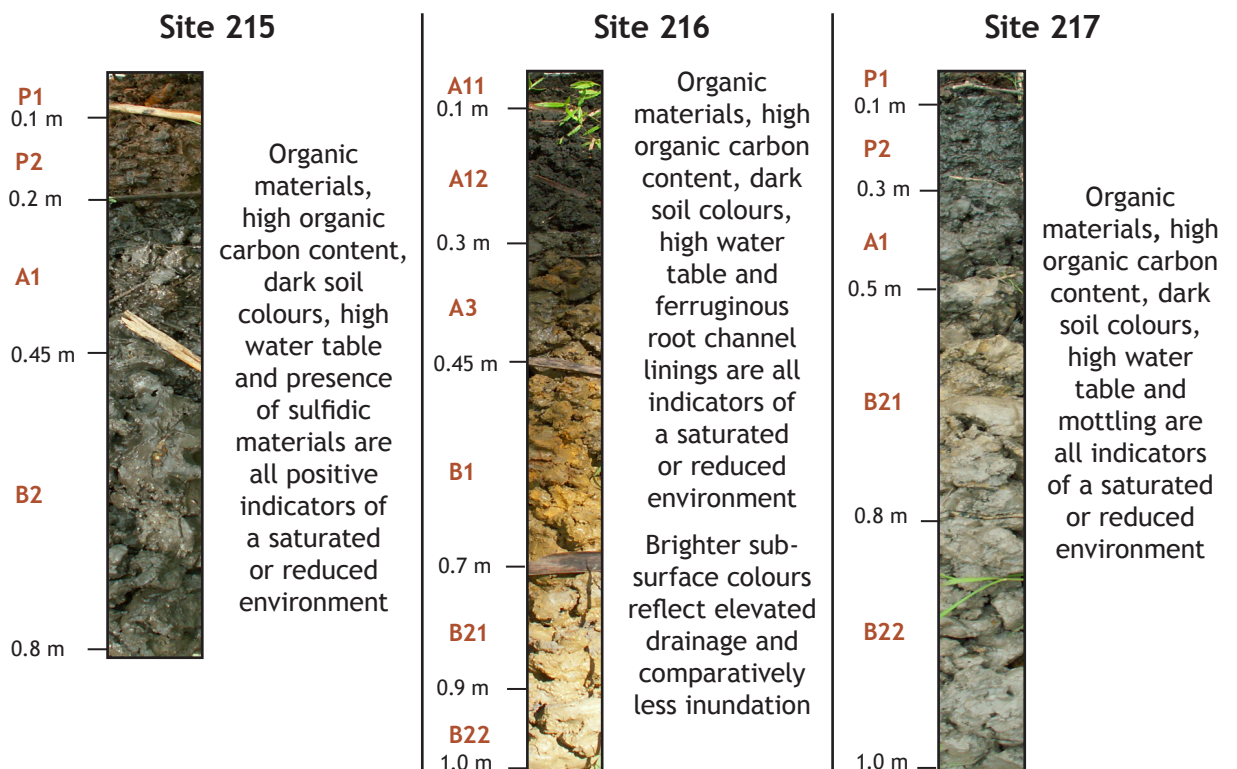 Site 215
P1
0.1 m
P2
0.2 m
A1
0.45 m
B2
0.8 m
Organic
materials,
high organic
carbon content,
dark soil
colours, high
water table
and presence
of sulfidic
materials are
all positive
indicators of
a saturated
or reduced
environment
Site 216
A11
0.1 m
A12
0.3 m
A3
0.45 m
B1
0.7 m
B21
0.9 m
B22
1.0 m
Organic
materials, high
organic carbon
content, dark
soil colours,
high water
table and
ferruginous
root channel
linings are all
indicators of
a saturated
or reduced
environment
Brighter sub-
surface colours
reflect elevated
drainage and
comparatively
less inundation
Site 217
P1
0.1 m
P2
0.3 m
A1
0.5 m
B21
0.8 m
B22
1.0 m
Organic
materials, high
organic carbon
content, dark
soil colours,
high water
table and
mottling are
all indicators
of a saturated
or reduced
environment